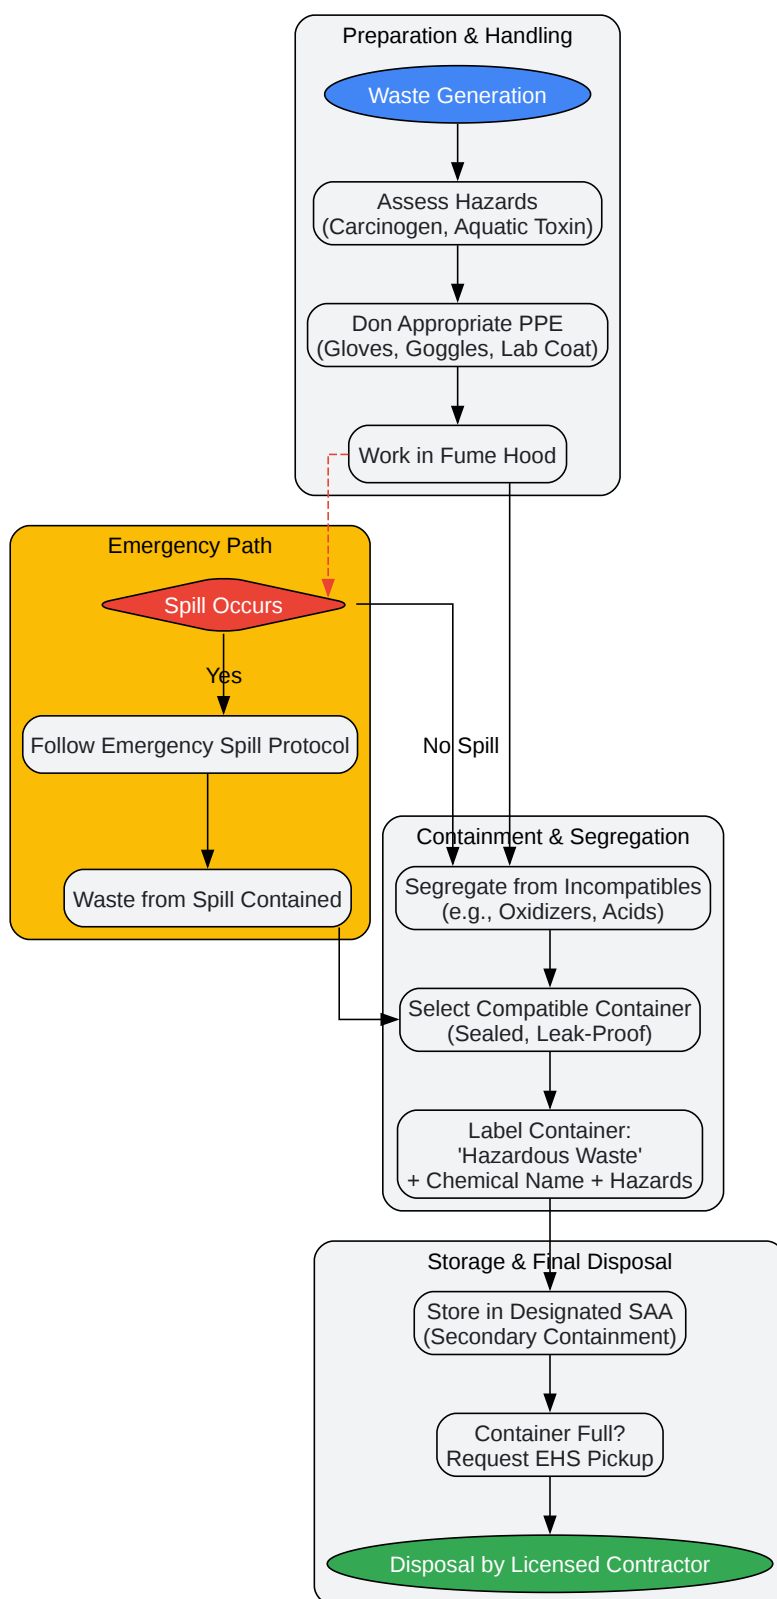 Preparation & Handling
Waste Generation
Assess Hazards
(Carcinogen, Aquatic Toxin)
Don Appropriate PPE
(Gloves, Goggles, Lab Coat)
Work in Fume Hood
Emergency Path
Spill Occurs
Yes
Follow Emergency Spill Protocol
No Spill
Waste from Spill Contained
Containment & Segregation
Segregate from Incompatibles
(e.g., Oxidizers, Acids)
Select Compatible Container
(Sealed, Leak-Proof)
Label Container:
'Hazardous Waste'
+ Chemical Name + Hazards
Storage & Final Disposal
Store in Designated SAA
(Secondary Containment)
Container Full?
Request EHS Pickup
Disposal by Licensed Contractor